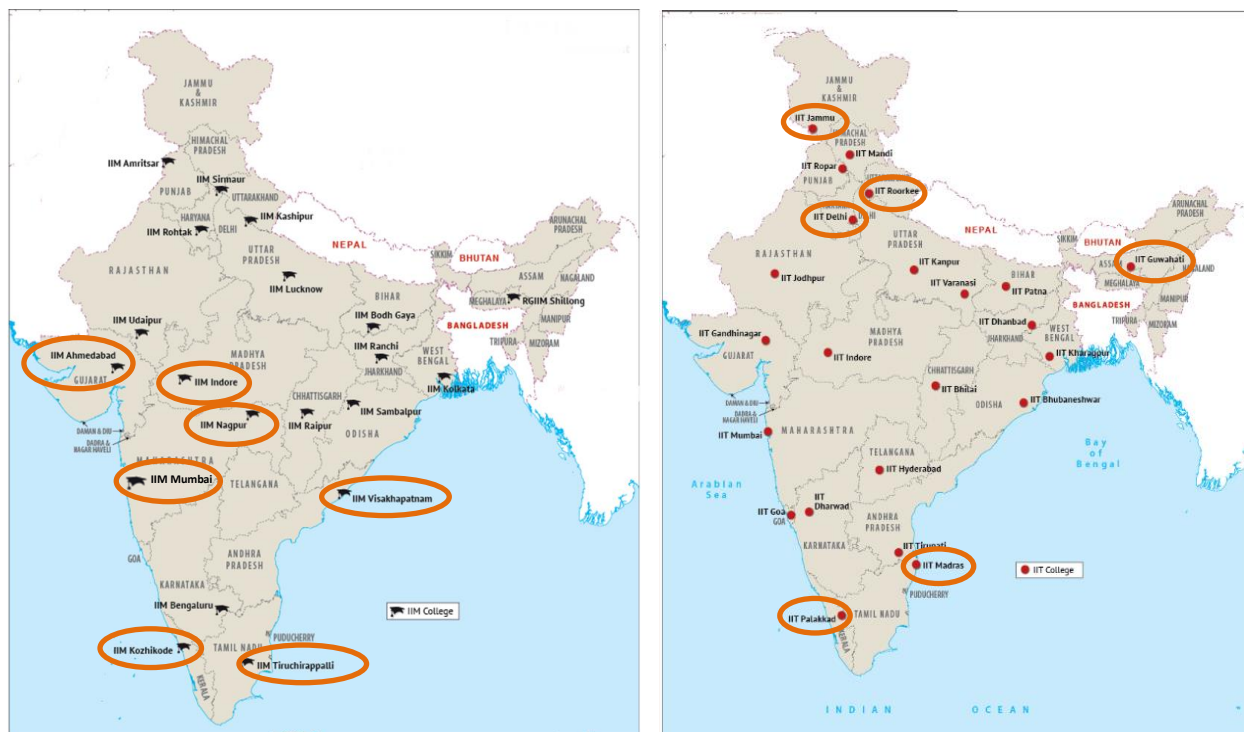 JAMMU
&
KASHMIR
HIMACHAL
PRADESH
IIM Amritsar
IIM Sirmaur
PUNJAB
UTTARAKHAND
HARYANA
IIM Kashipur
DELHI
IIM Rohtak
NEPAL
UTTAR
PRADESH
RAJASTHAN
SIKKIM
BHUTAN
ARUNACHAL
PRADESH
ASSAM
NAGALAND
IIM Lucknow
BIHAR
MEGHALAYA
RGIIM Shillong
IIM Udaipur
IIM Bodh Gaya
BANGLADESH
MANIPUR
TRIPURA
MIZORAM
IIM Ahmedabad
MADHYA
PRADESH
IIM Ranchi
WEST
BENGAL
JHARKHAND
GUJARAT
IIM Indore
IIM Kolkata
CHHATTISGARH
IIM Sambalpur
IIM Nagpur
IIM Raipur
DAMAN & DIU
DADRA &
NAGAR HAVELI
ODISHA
MAHARASHTRA
IIM Mumbai
TELANGANA
IIM Visakhapatnam
GOA
ANDHRA
PRADESH
KARNATAKA
IIM Bengaluru
IIM College
PUDUCHERRY
IIM Kozhikode
TAMIL NADU
IIM Tiruchirappalli
KERALA
JAMMU
&
KASHMIR
IIT Jammu
HIMACHAL
PRADESH
IIT Mandi
IIT Ropar
PUNJAB
IIT Roorkee
IIT Delhi
DELHI
NEPAL
UTTAR
PRADESH
RAJASTHAN
SIKKIM
BHUTAN
ARUNACHAL
PRADESH
ASSAM
IIT Guwahati
NAGALAND
IIT Jodhpur
IIT Kanpur
BIHAR
MEGHALAYA
IIT Varanasi
IIT Patna
MANIPUR
BANGLADESH
TRIPURA
MIZORAM
IIT Dhanbad
IIT Gandhinagar
MADHYA
PRADESH
JHARKHAND
WEST
BENGAL
GUJARAT
IIT Indore
IIT Kharagpur
CHHATTISGARH
IIT Bhilai
ODISHA
IIT Bhubaneshwar
DAMAN & DIU
DADRA &
NAGAR HAVELI
IIT Mumbai
MAHARASHTRA
Bay
of
Bengal
TELANGANA
IIT Hyderabad
Arabian
Sea
IIT
Dharwad
IIT Goa
GOA
ANDHRA
PRADESH
KARNATAKA
IIT Tirupati
IIT Madras
IIT College
PUDUCHERRY
IIT Palakkad
TAMIL NADU
KERALA
INDIAN OCEAN